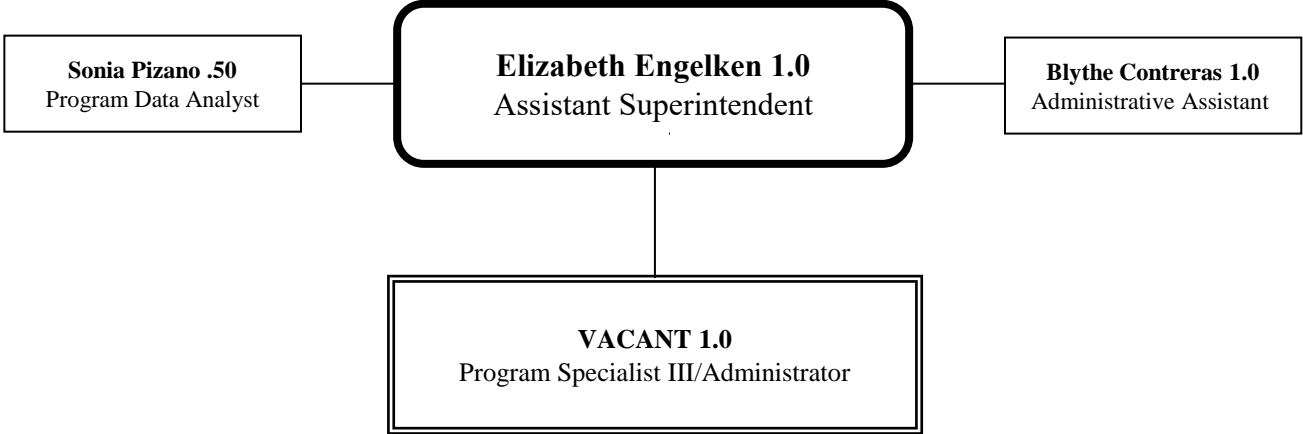 Sonia Pizano .50
Program Data Analyst
Elizabeth Engelken 1.0
Assistant Superintendent
Blythe Contreras 1.0
Administrative Assistant
VACANT 1.0
Program Specialist III/Administrator